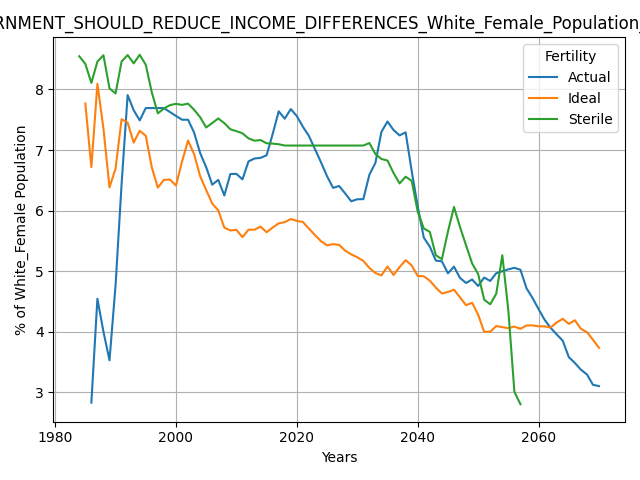 RNMENT_SHOULD_REDUCE_INCOME_DIFFERENCES_White_Female_Population_
Fertility
Actual
Ideal
Sterile
% of White_Female Population
8
7
6
5
4
3
1980 2000 2020 2040 2060
Years